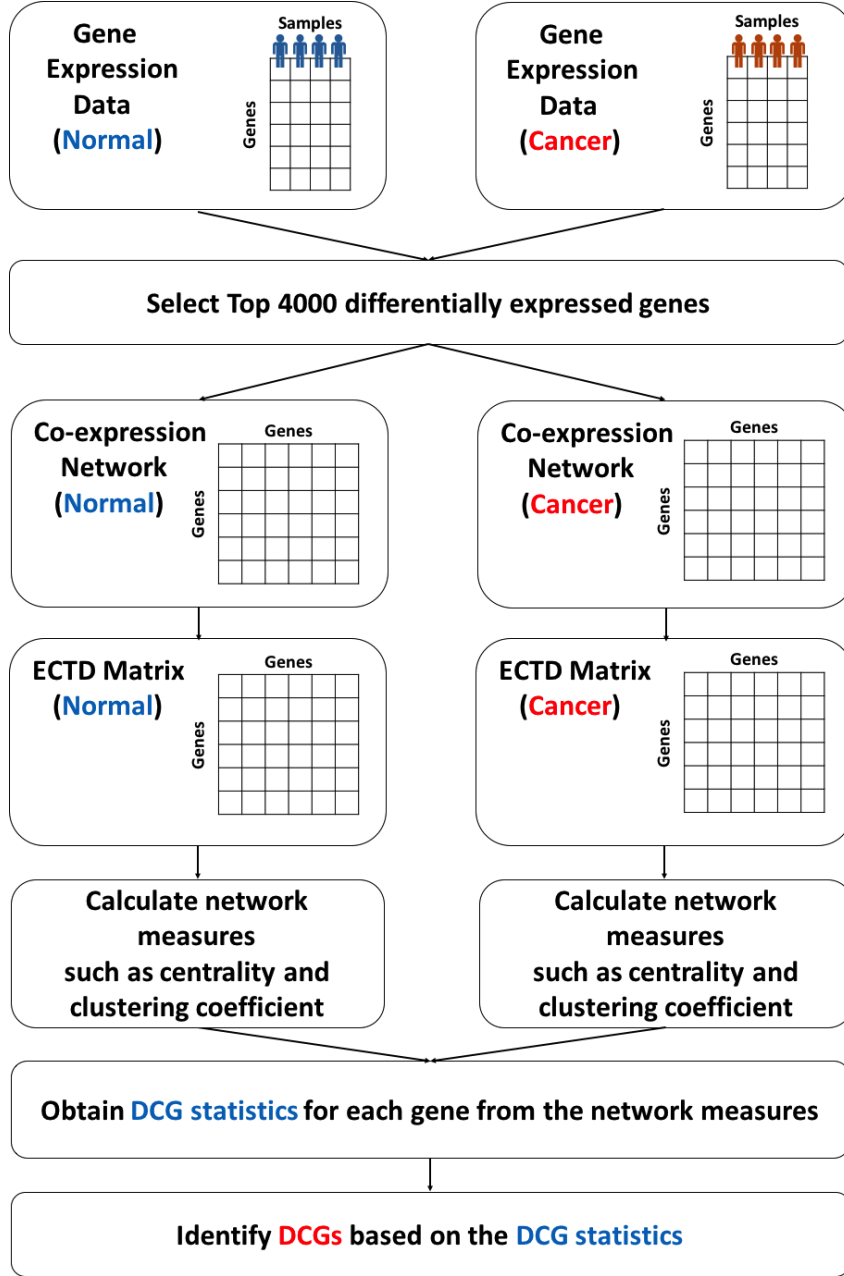 Gene
Expression
Data
(Normal)
Samples
Genes
Gene
Expression
Data
(Cancer)
Samples
Genes
Select Top 4000 differentially expressed genes
Co-expression
Network
(Normal)
Genes
Genes
Co-expression
Network
(Cancer)
Genes
Genes
ECTD Matrix
(Normal)
Genes
Genes
ECTD Matrix
(Cancer)
Genes
Genes
Calculate network
measures
such as centrality and
clustering coefficient
Calculate network
measures
such as centrality and
clustering coefficient
Obtain DCG statistics for each gene from the network measures
Identify DCGs based on the DCG statistics